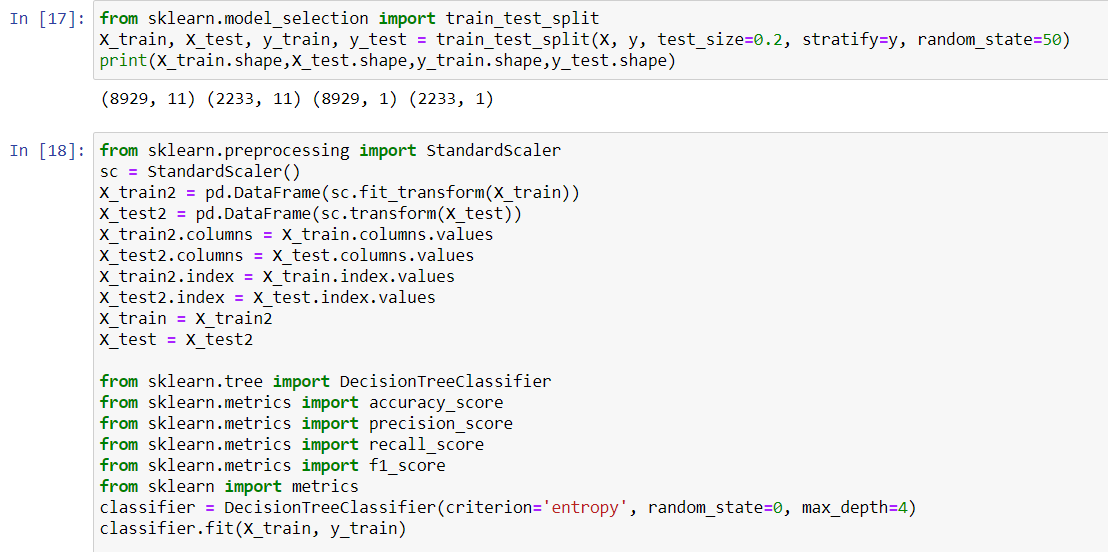 In [17]: from sklearn.model_selection import train_test_split
X_train, X_test, y_train, y_test = train_test_split(X, y, test_size=0.2, stratify=y, random_state=50)
print(X_train.shape,X_test.shape,y_train.shape,y_test.shape)
(8929, 11) (2233, 11) (8929, 1) (2233, 1)
In [18]: from sklearn.preprocessing import StandardScaler
sc = StandardScaler()
X_train2 = pd.DataFrame(sc.fit_transform(X_train))
X_test2 = pd.DataFrame(sc.transform(X_test))
X_train2.columns = X_train.columns.values
X_test2.columns = X_test.columns.values
X_train2.index = X_train.index.values
X_test2.index = X_test.index.values
X_train = X_train2
X_test = X_test2
from sklearn.tree import DecisionTreeClassifier
from sklearn.metrics import accuracy_score
from sklearn.metrics import precision_score
from sklearn.metrics import recall_score
from sklearn.metrics import f1_score
from sklearn import metrics
classifier = DecisionTreeClassifier(criterion='entropy', random_state=0, max_depth=4)
classifier.fit(X_train, y_train)